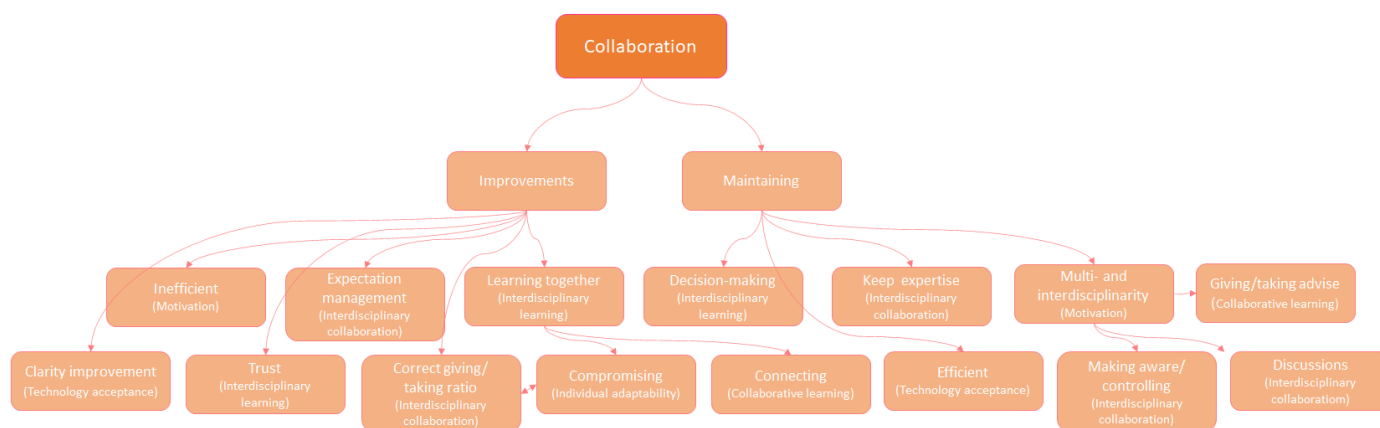 Collaboration
Improvements
Maintaining
Inefficient
(Motivation)
Expectation
management
(Interdisciplinary
collaboration)
Learning together
(Interdisciplinary
learning)
Decision-making
(Interdisciplinary
learning)
Keep expertise
(Interdisciplinary
collaboration)
Multi- and
interdisciplinarity
(Motivation)
Giving/taking advise
(Collaborative learning)
Clarity improvement
(Technology acceptance)
Trust
(Interdisciplinary
learning)
Correct giving/
taking ratio
(Interdisciplinary
collaboration)
Compromising
(Individual adaptability)
Connecting
(Collaborative learning)
Efficient
(Technology acceptance)
Making aware/
controlling
(Interdisciplinary
collaboration)
Discussions
(Interdisciplinary
collaboratiom)